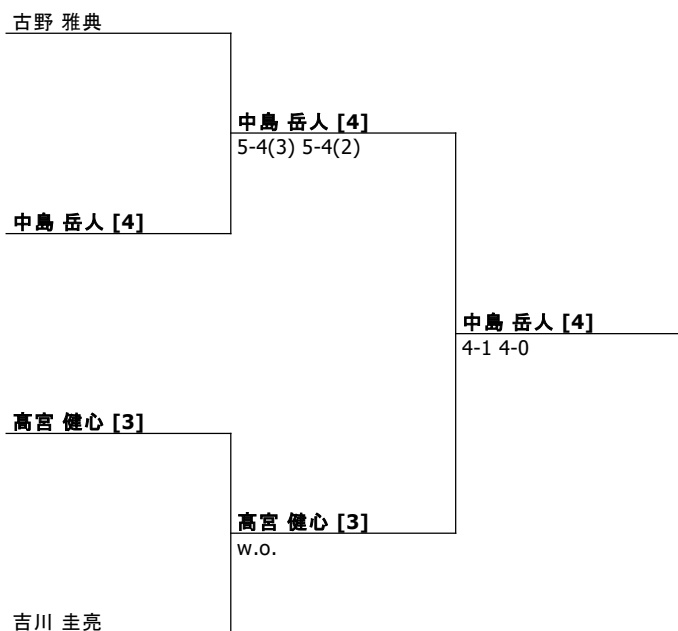 古野 雅典
中島 岳人 [4]
5-4(3) 5-4(2)
中島 岳人 [4]
中島 岳人 [4]
4-1 4-0
高宮 健心 [3]
高宮 健心 [3]
w.o.
吉川 圭亮